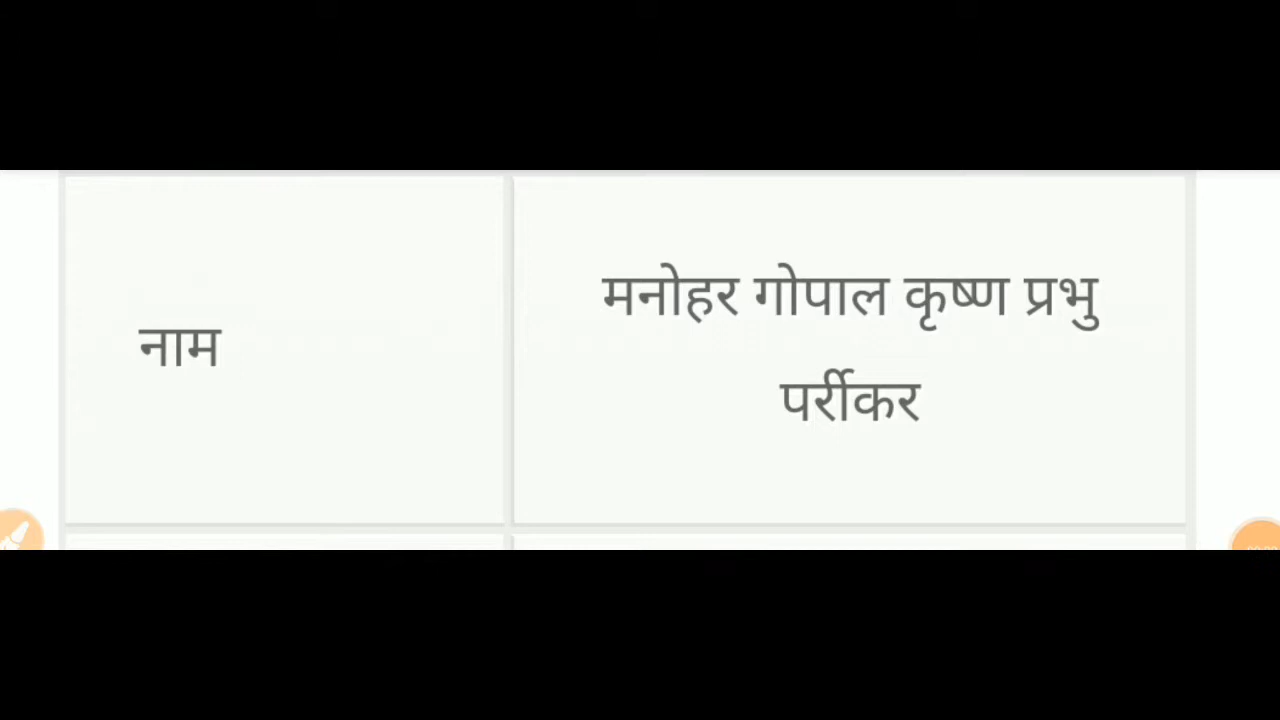 नाम
मनोहर गोपाल कृष्ण प्रभु
पर्रीकर